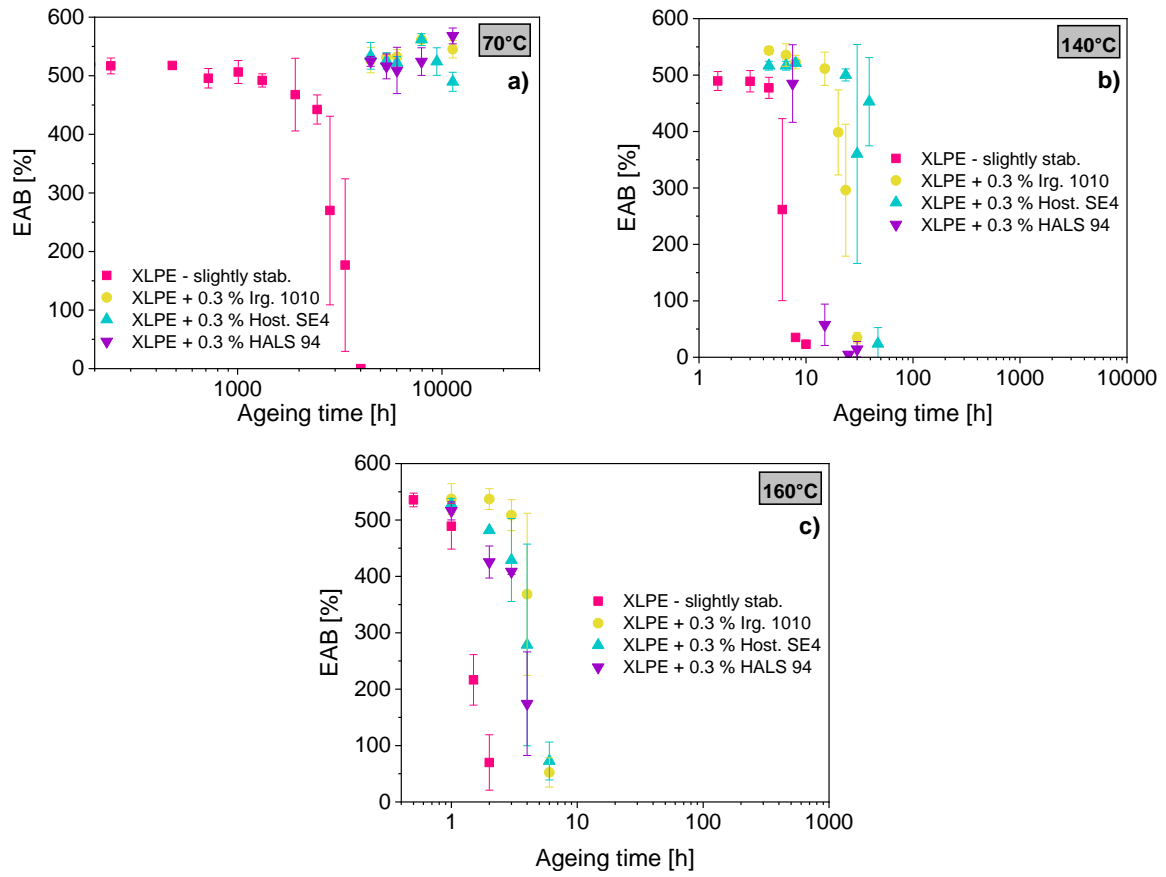 600
500
400
300
200
100
0
EAB [%]
70°C
a)
XLPE - slightly stab.
XLPE + 0.3 % Irg. 1010
XLPE + 0.3 % Host. SE4
XLPE + 0.3 % HALS 94
1000
10000
Ageing time [h]
600
500
400
300
200
100
0
EAB [%]
140°C
b)
XLPE - slightly stab.
XLPE + 0.3 % Irg. 1010
XLPE + 0.3 % Host. SE4
XLPE + 0.3 % HALS 94
1
10
100
1000
10000
Ageing time [h]
600
500
400
300
200
100
0
EAB [%]
160°C
c)
XLPE - slightly stab.
XLPE + 0.3 % Irg. 1010
XLPE + 0.3 % Host. SE4
XLPE + 0.3 % HALS 94
1
10
100
1000
Ageing time [h]